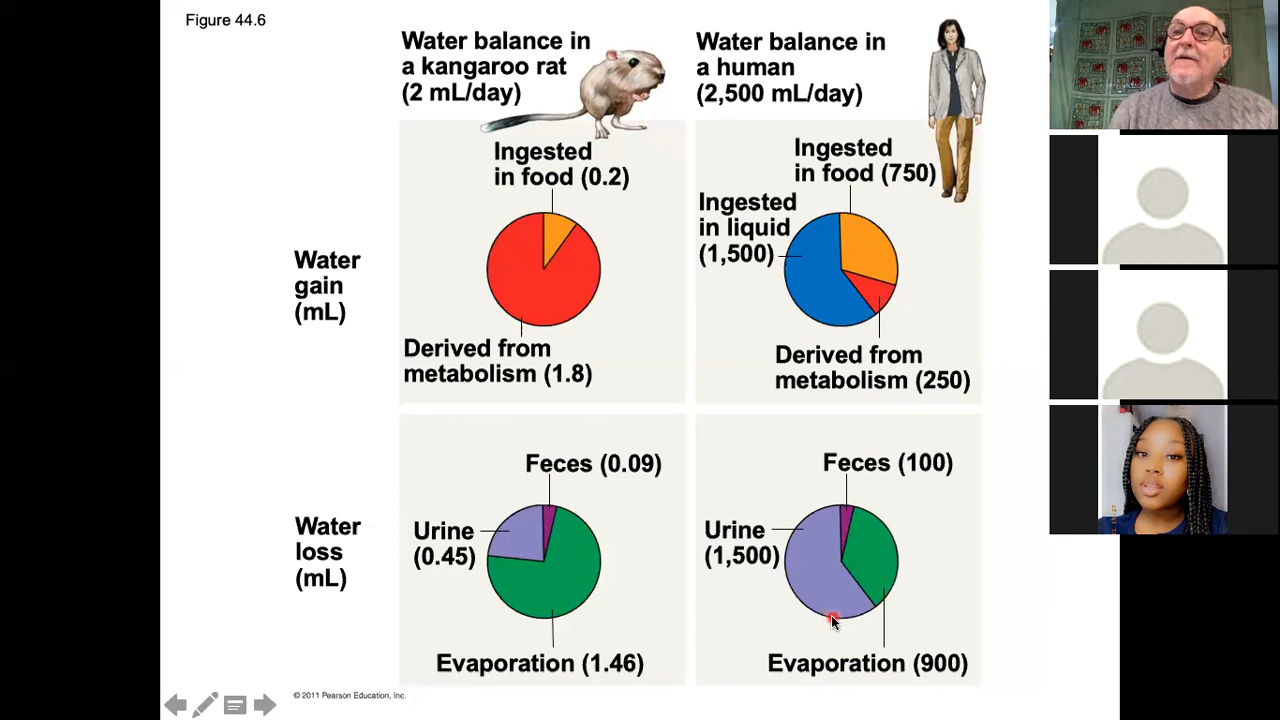 Figure 44.6
Water balance in
a kangaroo rat
(2 mL/day)
Water balance in
a human
(2,500 mL/day)
Water
gain
(mL)
Ingested
in food (0.2)
Derived from
metabolism (1.8)
Ingested
in food (750)
Ingested
in liquid
(1,500)
Derived from
metabolism (250)
Water
loss
(mL)
Feces (0.09)
Urine
(0.45)
Evaporation (1.46)
Feces (100)
Urine
(1,500)
Evaporation (900)
© 2011 Pearson Education, Inc.